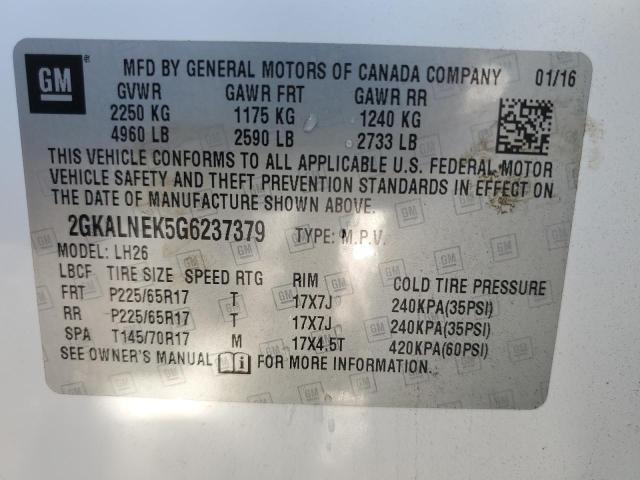 GM
MFD BY GENERAL MOTORS OF CANADA COMPANY 01/16
GVWR GAWR FRT GAWR RR
2250 KG 1175 KG 1240 KG
4960 LB 2590 LB 2733 LB
THIS VEHICLE CONFORMS TO ALL APPLICABLE U.S. FEDERAL MOTOR
VEHICLE SAFETY AND THEFT PREVENTION STANDARDS IN EFFECT ON
THE DATE OF MANUFACTURE SHOWN ABOVE.
2GKALNEK5G6237379 TYPE: M.P.V.
MODEL: LH26
LBCF TIRE SIZE SPEED RTG RIM COLD TIRE PRESSURE
FRT P225/65R17 T 17X7J 240KPA(35PSI)
RR P225/65R17 T 17X7J 240KPA(35PSI)
SPA T145/70R17 M 17X4.5T 420KPA(60PSI)
SEE OWNER'S MANUAL FOR MORE INFORMATION.